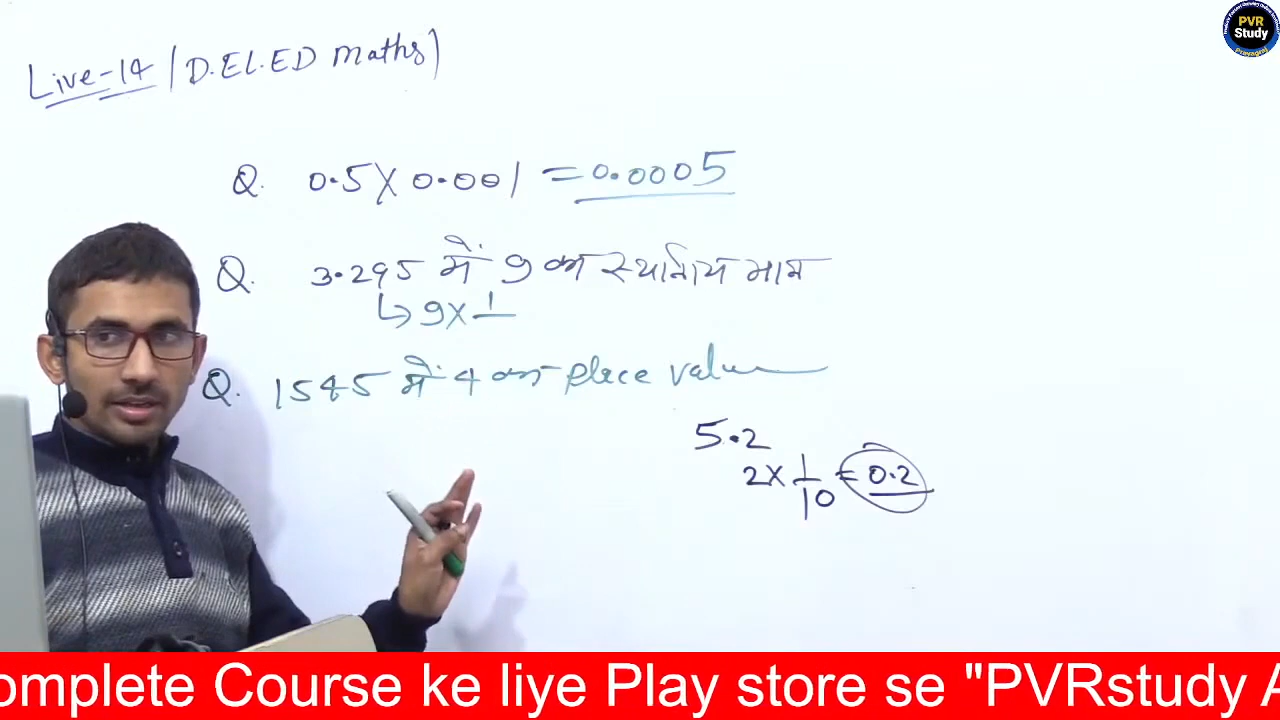 Live-14 / D.EL.ED Maths)
Q. 0.5 X 0.001 = 0.0005
Q. 3.295 में 9 का स्थानिय मान
↳ 9 X 1/
Q. 1545 में 4 का place value
5.2
2 X 1/10 = 0.2
PVR
Study
Prayagraj
omplete Course ke liye Play store se "PVRstudy A